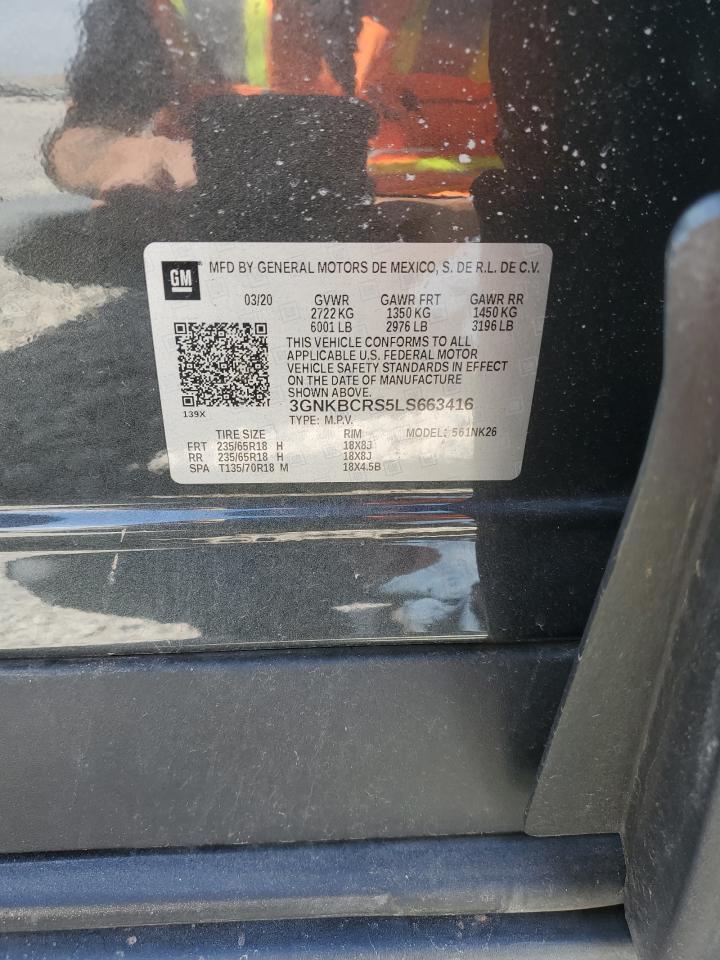 GM MFD BY GENERAL MOTORS DE MEXICO, S. DE R.L. DE C.V.
03/20 GVWR GAWR FRT GAWR RR
2722 KG 1350 KG 1450 KG
6001 LB 2976 LB 3196 LB
THIS VEHICLE CONFORMS TO ALL
APPLICABLE U.S. FEDERAL MOTOR
VEHICLE SAFETY STANDARDS IN EFFECT
ON THE DATE OF MANUFACTURE
SHOWN ABOVE.
3GNKBCRS5LS663416
139X
TYPE: M.P.V.
TIRE SIZE RIM MODEL: 561NK26
FRT 235/65R18 H 18X8J
RR 235/65R18 H 18X8J
SPA T135/70R18 M 18X4.5B